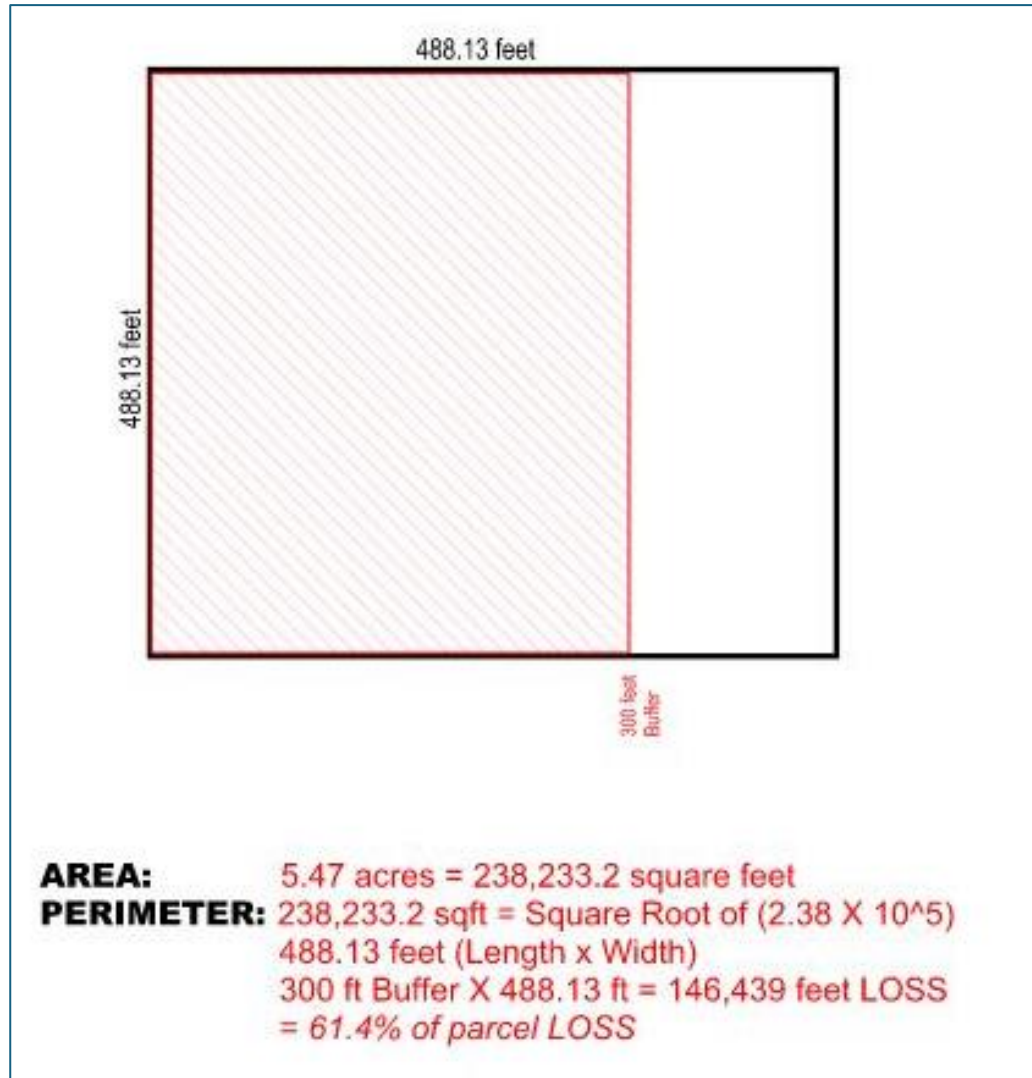 488.13 feet
488.13 feet
300 feet
Buffer
AREA: 5.47 acres = 238,233.2 square feet
PERIMETER: 238,233.2 sqft = Square Root of (2.38 X 10^5)
488.13 feet (Length x Width)
300 ft Buffer X 488.13 ft = 146,439 feet LOSS
= 61.4% of parcel LOSS